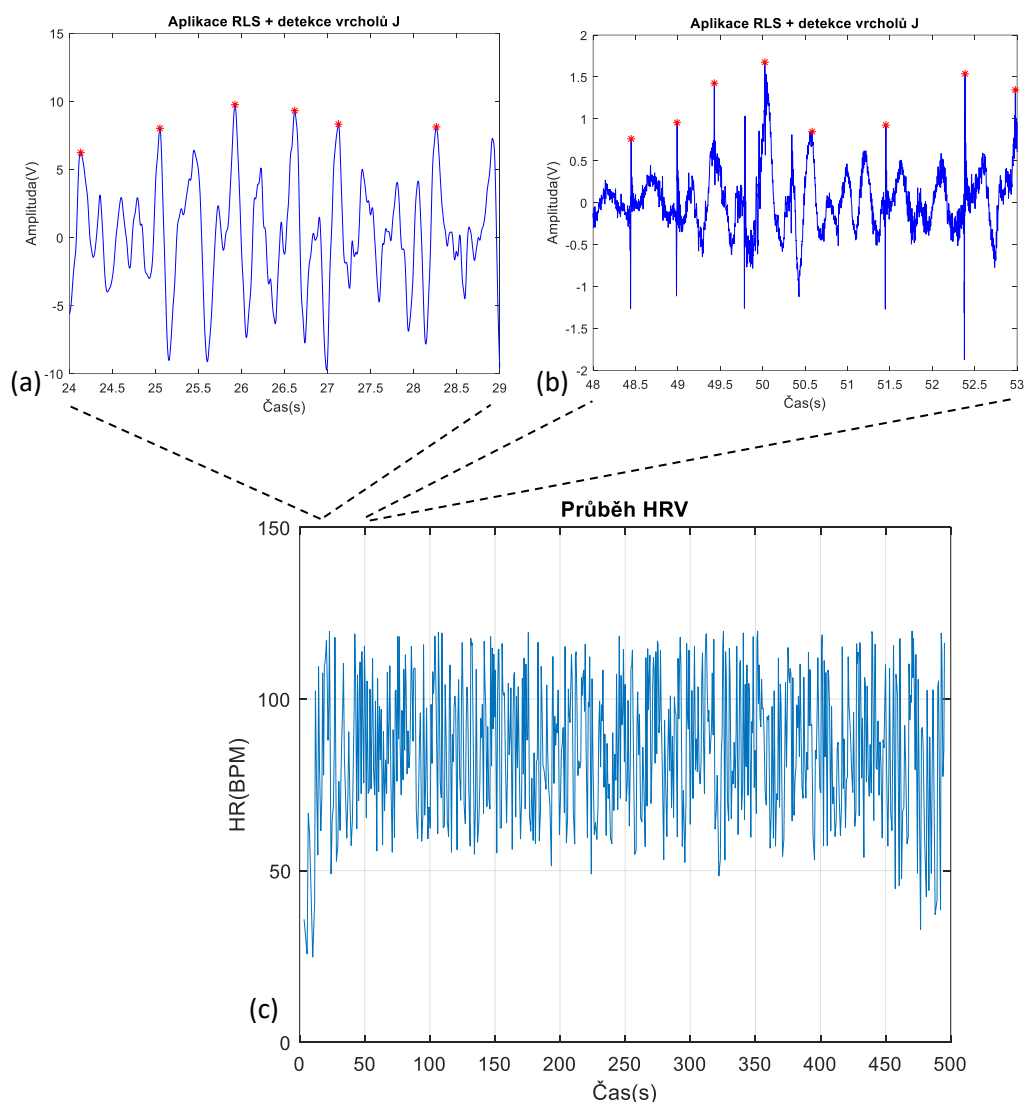 Aplikace RLS + detekce vrcholů J
15
10
5
0
-5
-10
Amplituda(V)
24 24.5 25 25.5 26 26.5 27 27.5 28 28.5 29
Čas(s)
(a)
Aplikace RLS + detekce vrcholů J
2
1.5
1
0.5
0
-0.5
-1
-1.5
-2
Amplituda(V)
48 48.5 49 49.5 50 50.5 51 51.5 52 52.5 53
Čas(s)
(b)
Průběh HRV
150
100
50
0
HR(BPM)
0 50 100 150 200 250 300 350 400 450 500
Čas(s)
(c)